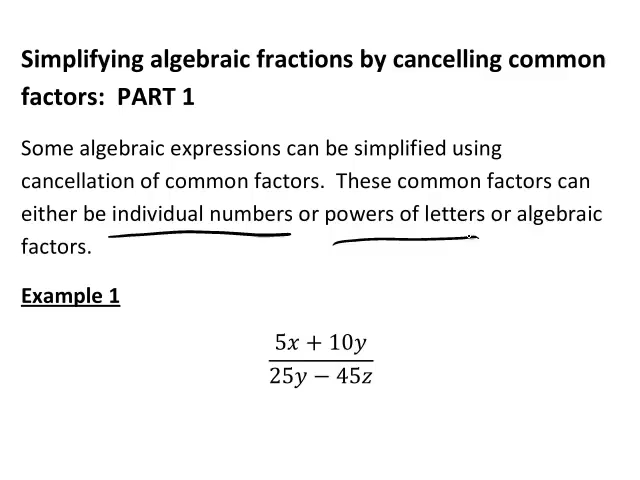 Simplifying algebraic fractions by cancelling common
factors:  PART 1
Some algebraic expressions can be simplified using
cancellation of common factors.  These common factors can
either be individual numbers or powers of letters or algebraic
factors.
Example 1
5x + 10y
25y − 45z